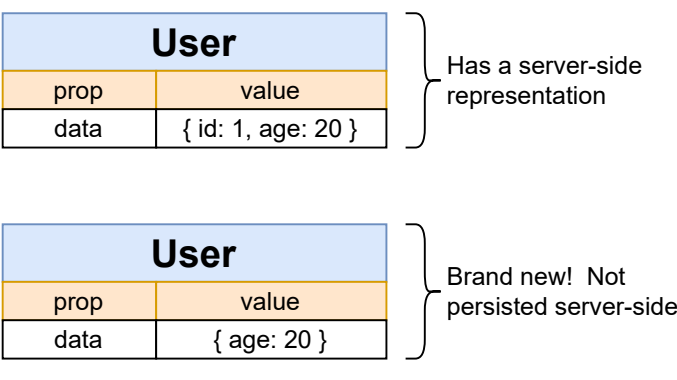 User
prop value
data { id: 1, age: 20 }
Has a server-side
representation
User
prop value
data { age: 20 }
Brand new!  Not
persisted server-side